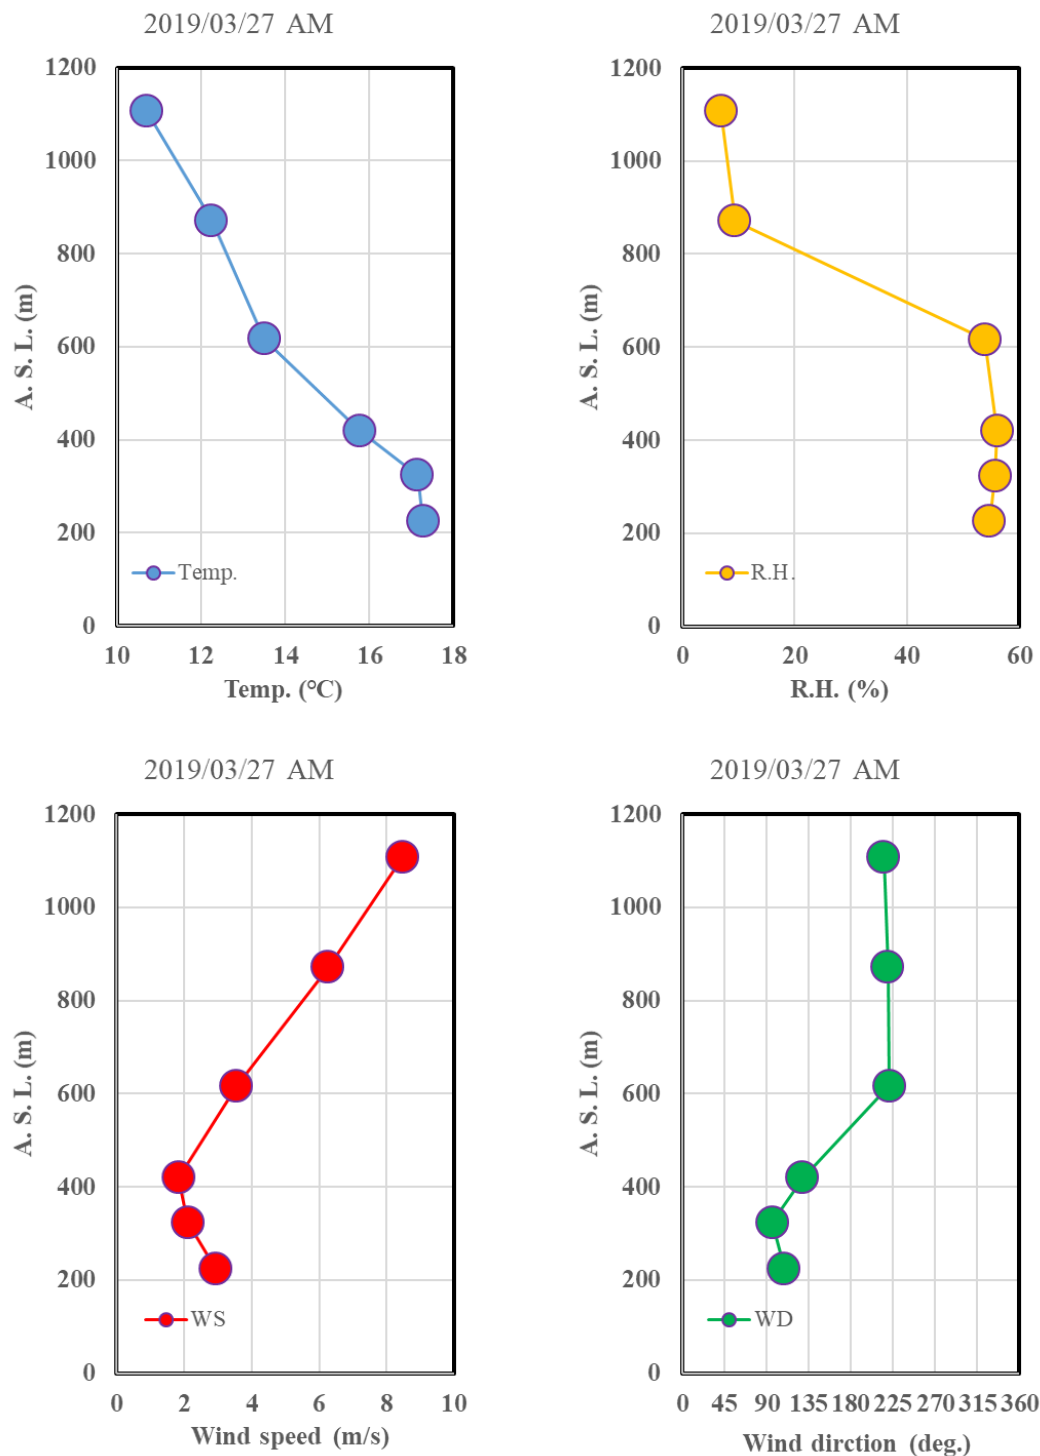 2019/03/27 AM
1200
1000
800
600
400
200
0
A. S. L. (m)
Temp.
10 12 14 16 18
Temp. (℃)
2019/03/27 AM
1200
1000
800
600
400
200
0
A. S. L. (m)
R.H.
0 20 40 60
R.H. (%)
2019/03/27 AM
1200
1000
800
600
400
200
0
A. S. L. (m)
WS
0 2 4 6 8 10
Wind speed (m/s)
2019/03/27 AM
1200
1000
800
600
400
200
0
A. S. L. (m)
WD
0 45 90 135 180 225 270 315 360
Wind dirction (deg.)